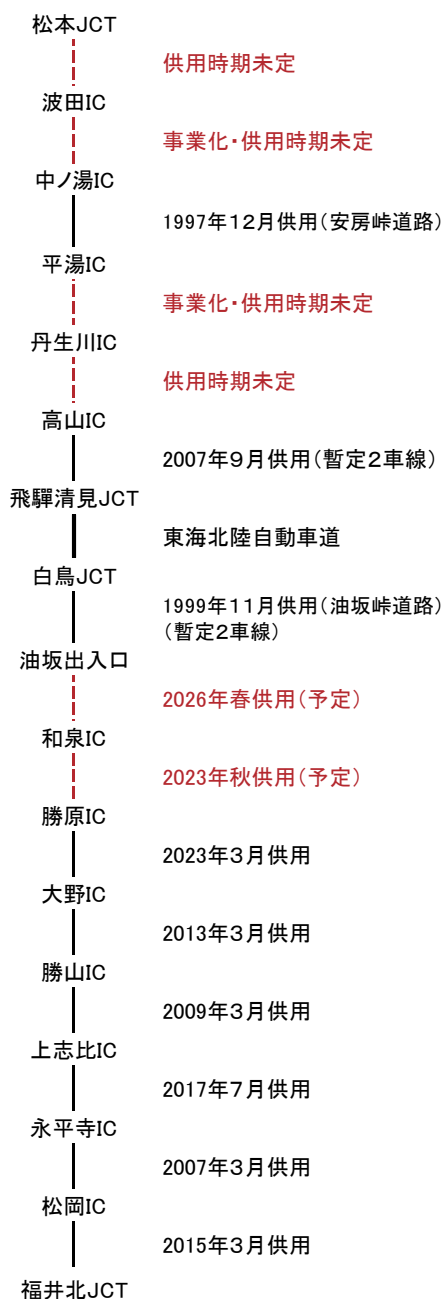 松本JCT
供用時期未定
波田IC
事業化・供用時期未定
中ノ湯IC
1997年12月供用(安房峠道路)
平湯IC
事業化・供用時期未定
丹生川IC
供用時期未定
高山IC
2007年9月供用(暫定2車線)
飛驒清見JCT
東海北陸自動車道
白鳥JCT
1999年11月供用(油坂峠道路)
(暫定2車線)
油坂出入口
2026年春供用(予定)
和泉IC
2023年秋供用(予定)
勝原IC
2023年3月供用
大野IC
2013年3月供用
勝山IC
2009年3月供用
上志比IC
2017年7月供用
永平寺IC
2007年3月供用
松岡IC
2015年3月供用
福井北JCT